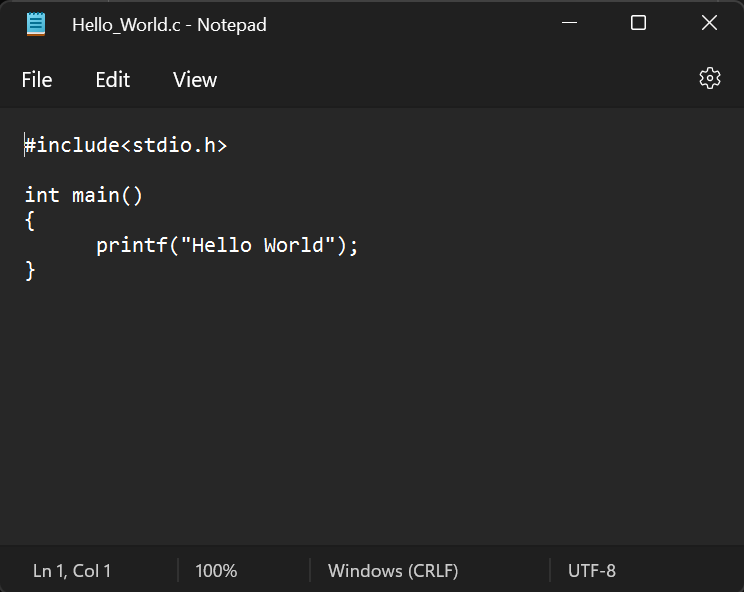 Hello_World.c - Notepad
File Edit View
#include<stdio.h>

int main()
{
      printf("Hello World");
}
Ln 1, Col 1 100% Windows (CRLF) UTF-8